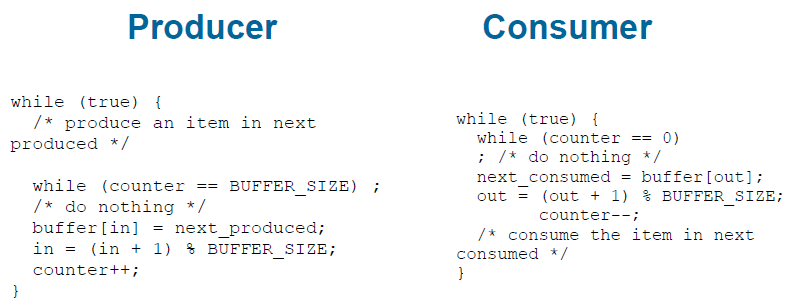 Producer
while (true) {
/* produce an item in next
produced */
while (counter == BUFFER_SIZE) ;
/* do nothing */
buffer[in] = next_produced;
in = (in + 1) % BUFFER_SIZE;
counter++;
}
Consumer
while (true) {
while (counter == 0)
; /* do nothing */
next_consumed = buffer[out];
out = (out + 1) % BUFFER_SIZE;
counter--;
/* consume the item in next
consumed */
}